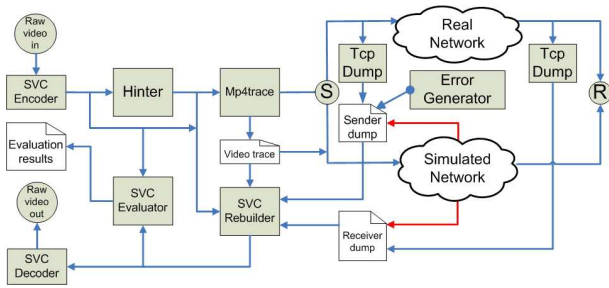 Raw
video
in
SVC
Encoder
Hinter
Mp4trace
S
Real
Network
Tcp
Dump
Tcp
Dump
Error
Generator
R
Sender
dump
Evaluation
results
Video trace
Simulated
Network
Raw
video
out
SVC
Evaluator
SVC
Rebuilder
Receiver
dump
SVC
Decoder